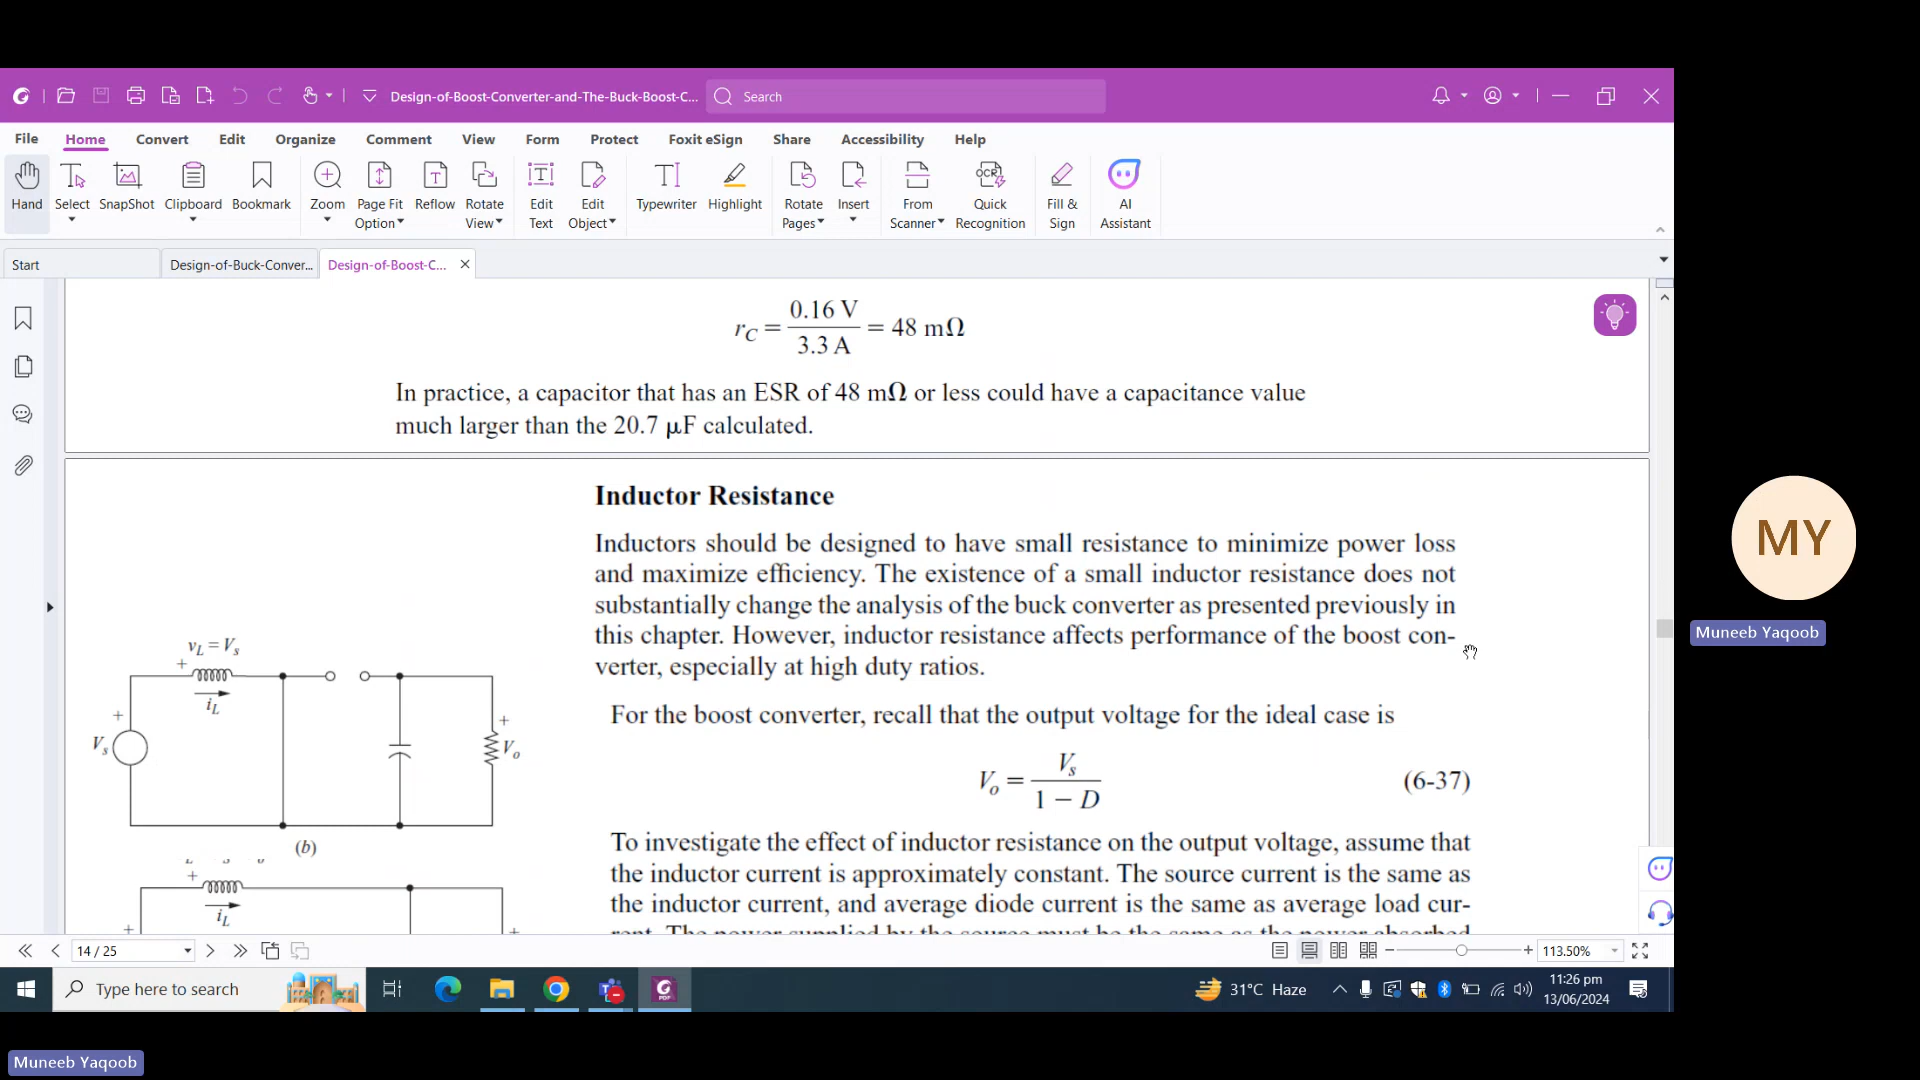 Design-of-Boost-Converter-and-The-Buck-Boost-C...
Search
File Home Convert Edit Organize Comment View Form Protect Foxit eSign Share Accessibility Help
Hand
Select
SnapShot
Clipboard
Bookmark
Zoom
Page Fit Option
Reflow
Rotate View
Edit Text
Edit Object
Typewriter
Highlight
Rotate Pages
Insert
From Scanner
OCR
Quick Recognition
Fill & Sign
AI Assistant
Start
Design-of-Buck-Conver...
Design-of-Boost-C...
r_C = 0.16 V / 3.3 A = 48 mΩ
In practice, a capacitor that has an ESR of 48 mΩ or less could have a capacitance value
much larger than the 20.7 μF calculated.
Inductor Resistance
Inductors should be designed to have small resistance to minimize power loss
and maximize efficiency. The existence of a small inductor resistance does not
substantially change the analysis of the buck converter as presented previously in
this chapter. However, inductor resistance affects performance of the boost con-
verter, especially at high duty ratios.
For the boost converter, recall that the output voltage for the ideal case is
V_o = V_s / 1 − D (6-37)
To investigate the effect of inductor resistance on the output voltage, assume that
the inductor current is approximately constant. The source current is the same as
the inductor current, and average diode current is the same as average load cur-
v_L = V_s
+
i_L
+
V_s
+
V_o
(b)
+
i_L
+
+
14 / 25
113.50%
Type here to search
31°C Haze
11:26 pm
13/06/2024
MY
Muneeb Yaqoob
Muneeb Yaqoob